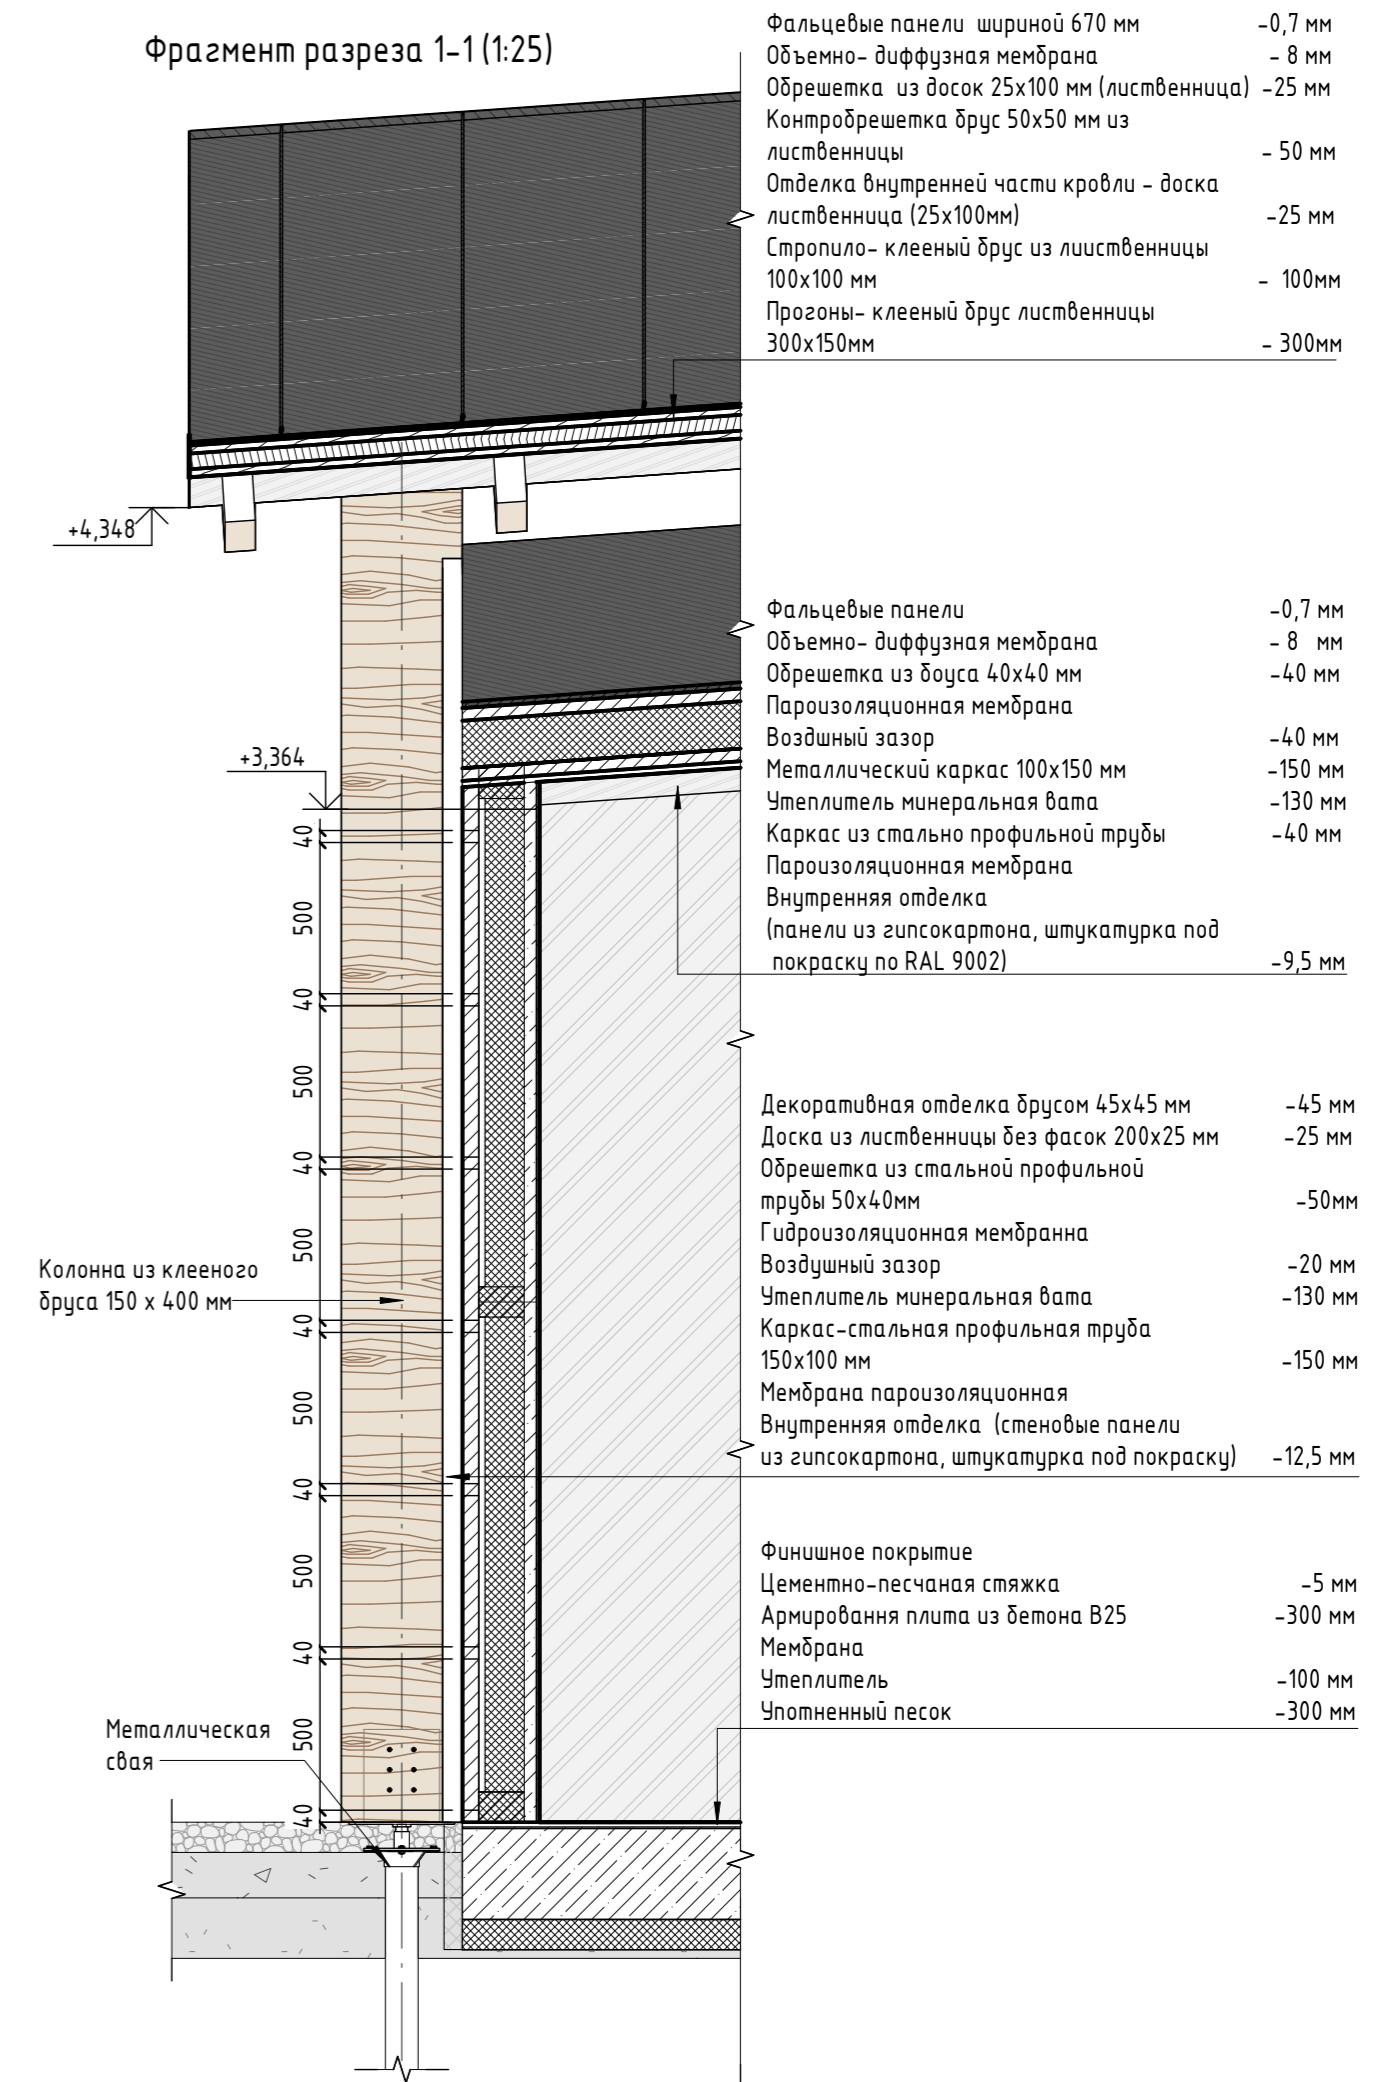 Фрагмент разреза 1-1 (1:25)
Фальцевые панели шириной 670 мм -0,7 мм
Объемно- диффузная мембрана - 8 мм
Обрешетка из досок 25х100 мм (лиственница) -25 мм
Контробрешетка брус 50х50 мм из
лиственницы - 50 мм
Отделка внутренней части кровли - доска
лиственница (25х100мм) -25 мм
Стропило- клееный брус из лииственницы
100х100 мм - 100мм
Прогоны- клееный брус лиственницы
300х150мм - 300мм
+4,348
Фальцевые панели -0,7 мм
Объемно- диффузная мембрана - 8 мм
Обрешетка из боуса 40х40 мм -40 мм
Пароизоляционная мембрана
Воздшный зазор -40 мм
Металлический каркас 100х150 мм -150 мм
Утеплитель минеральная вата -130 мм
Каркас из стально профильной трубы -40 мм
Пароизоляционная мембрана
Внутренняя отделка
(панели из гипсокартона, штукатурка под
покраску по RAL 9002) -9,5 мм
+3,364
40
500
40
500
40
500
40
500
40
500
40
500
40
Декоративная отделка брусом 45х45 мм -45 мм
Доска из лиственницы без фасок 200х25 мм -25 мм
Обрешетка из стальной профильной
трубы 50х40мм -50мм
Гидроизоляционная мембранна
Воздушный зазор -20 мм
Утеплитель минеральная вата -130 мм
Каркас-стальная профильная труба
150х100 мм -150 мм
Мембрана пароизоляционная
Внутренняя отделка (стеновые панели
из гипсокартона, штукатурка под покраску) -12,5 мм
Колонна из клееного
бруса 150 х 400 мм
Финишное покрытие
Цементно-песчаная стяжка -5 мм
Армировання плита из бетона В25 -300 мм
Мембрана
Утеплитель -100 мм
Употненный песок -300 мм
Металлическая
свая